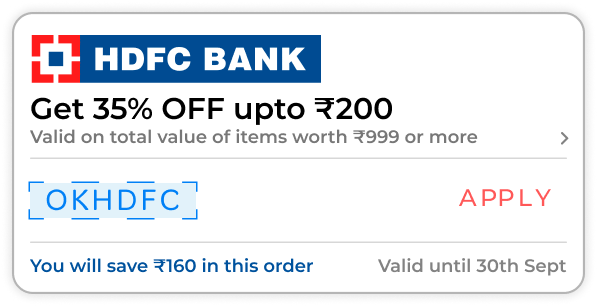 HDFC BANK
Get 35% OFF upto ₹200
Valid on total value of items worth ₹999 or more
OKHDFC
APPLY
You will save ₹160 in this order
Valid until 30th Sept